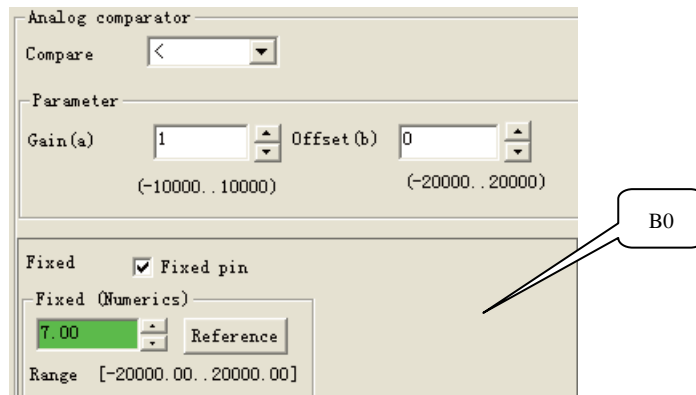 Analog comparator
Compare <
Parameter
Gain(a) 1 Offset(b) 0
(-10000..10000) (-20000..20000)
B0
Fixed Fixed pin
Fixed (Numerics)
7.00 Reference
Range [-20000.00..20000.00]